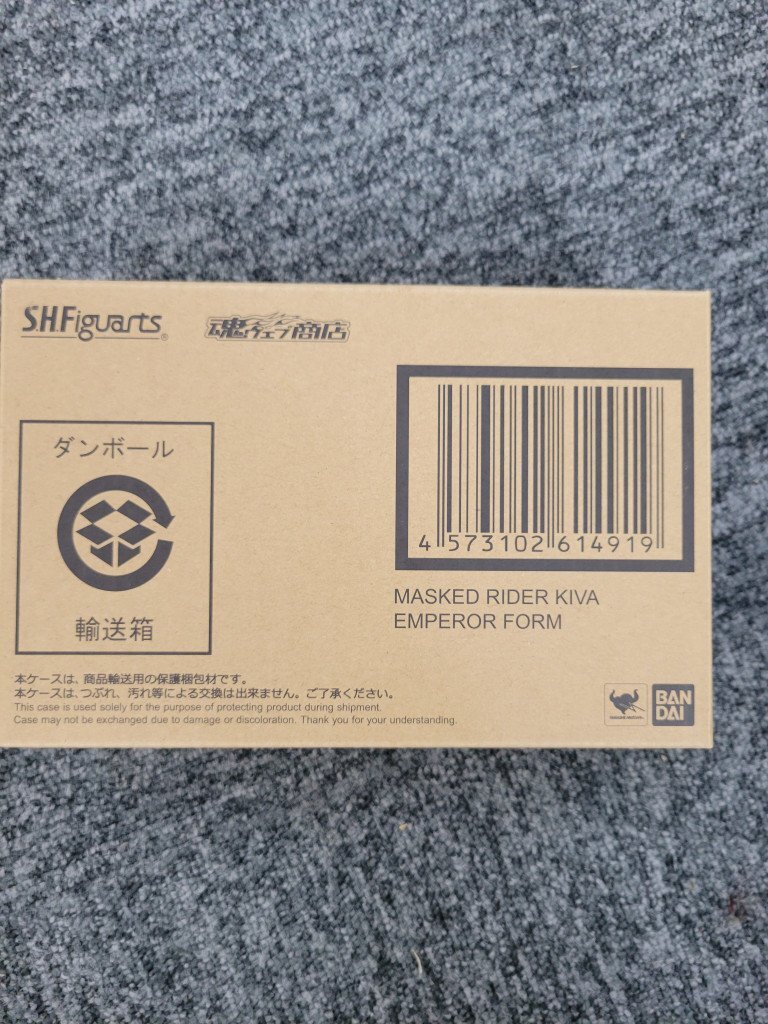 S.H.Figuarts®
魂ウェブ商店
ダンボール
輸送箱
4 573102 614919
MASKED RIDER KIVA
EMPEROR FORM
本ケースは、商品輸送用の保護梱包材です。
本ケースは、つぶれ、汚れ等による交換は出来ません。ご了承ください。
This case is used solely for the purpose of protecting product during shipment.
Case may not be exchanged due to damage or discoloration. Thank you for your understanding.
BAN
DAI